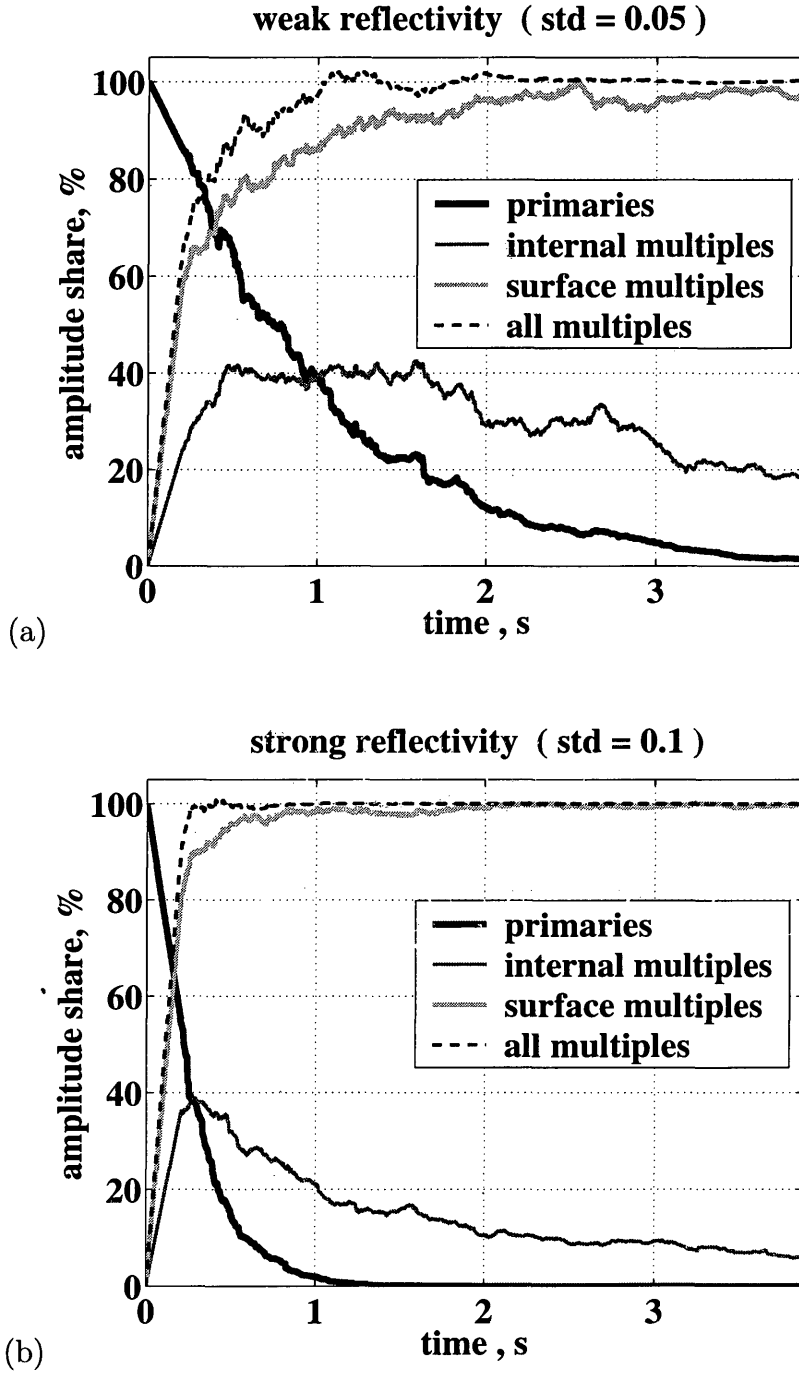 weak reflectivity ( std = 0.05 )
amplitude share, %
100
80
60
40
20
0
primaries
internal multiples
surface multiples
all multiples
0 1 2 3
time , s
(a)
strong reflectivity ( std = 0.1 )
amplitude share, %
100
80
60
40
20
0
primaries
internal multiples
surface multiples
all multiples
0 1 2 3
time , s
(b)